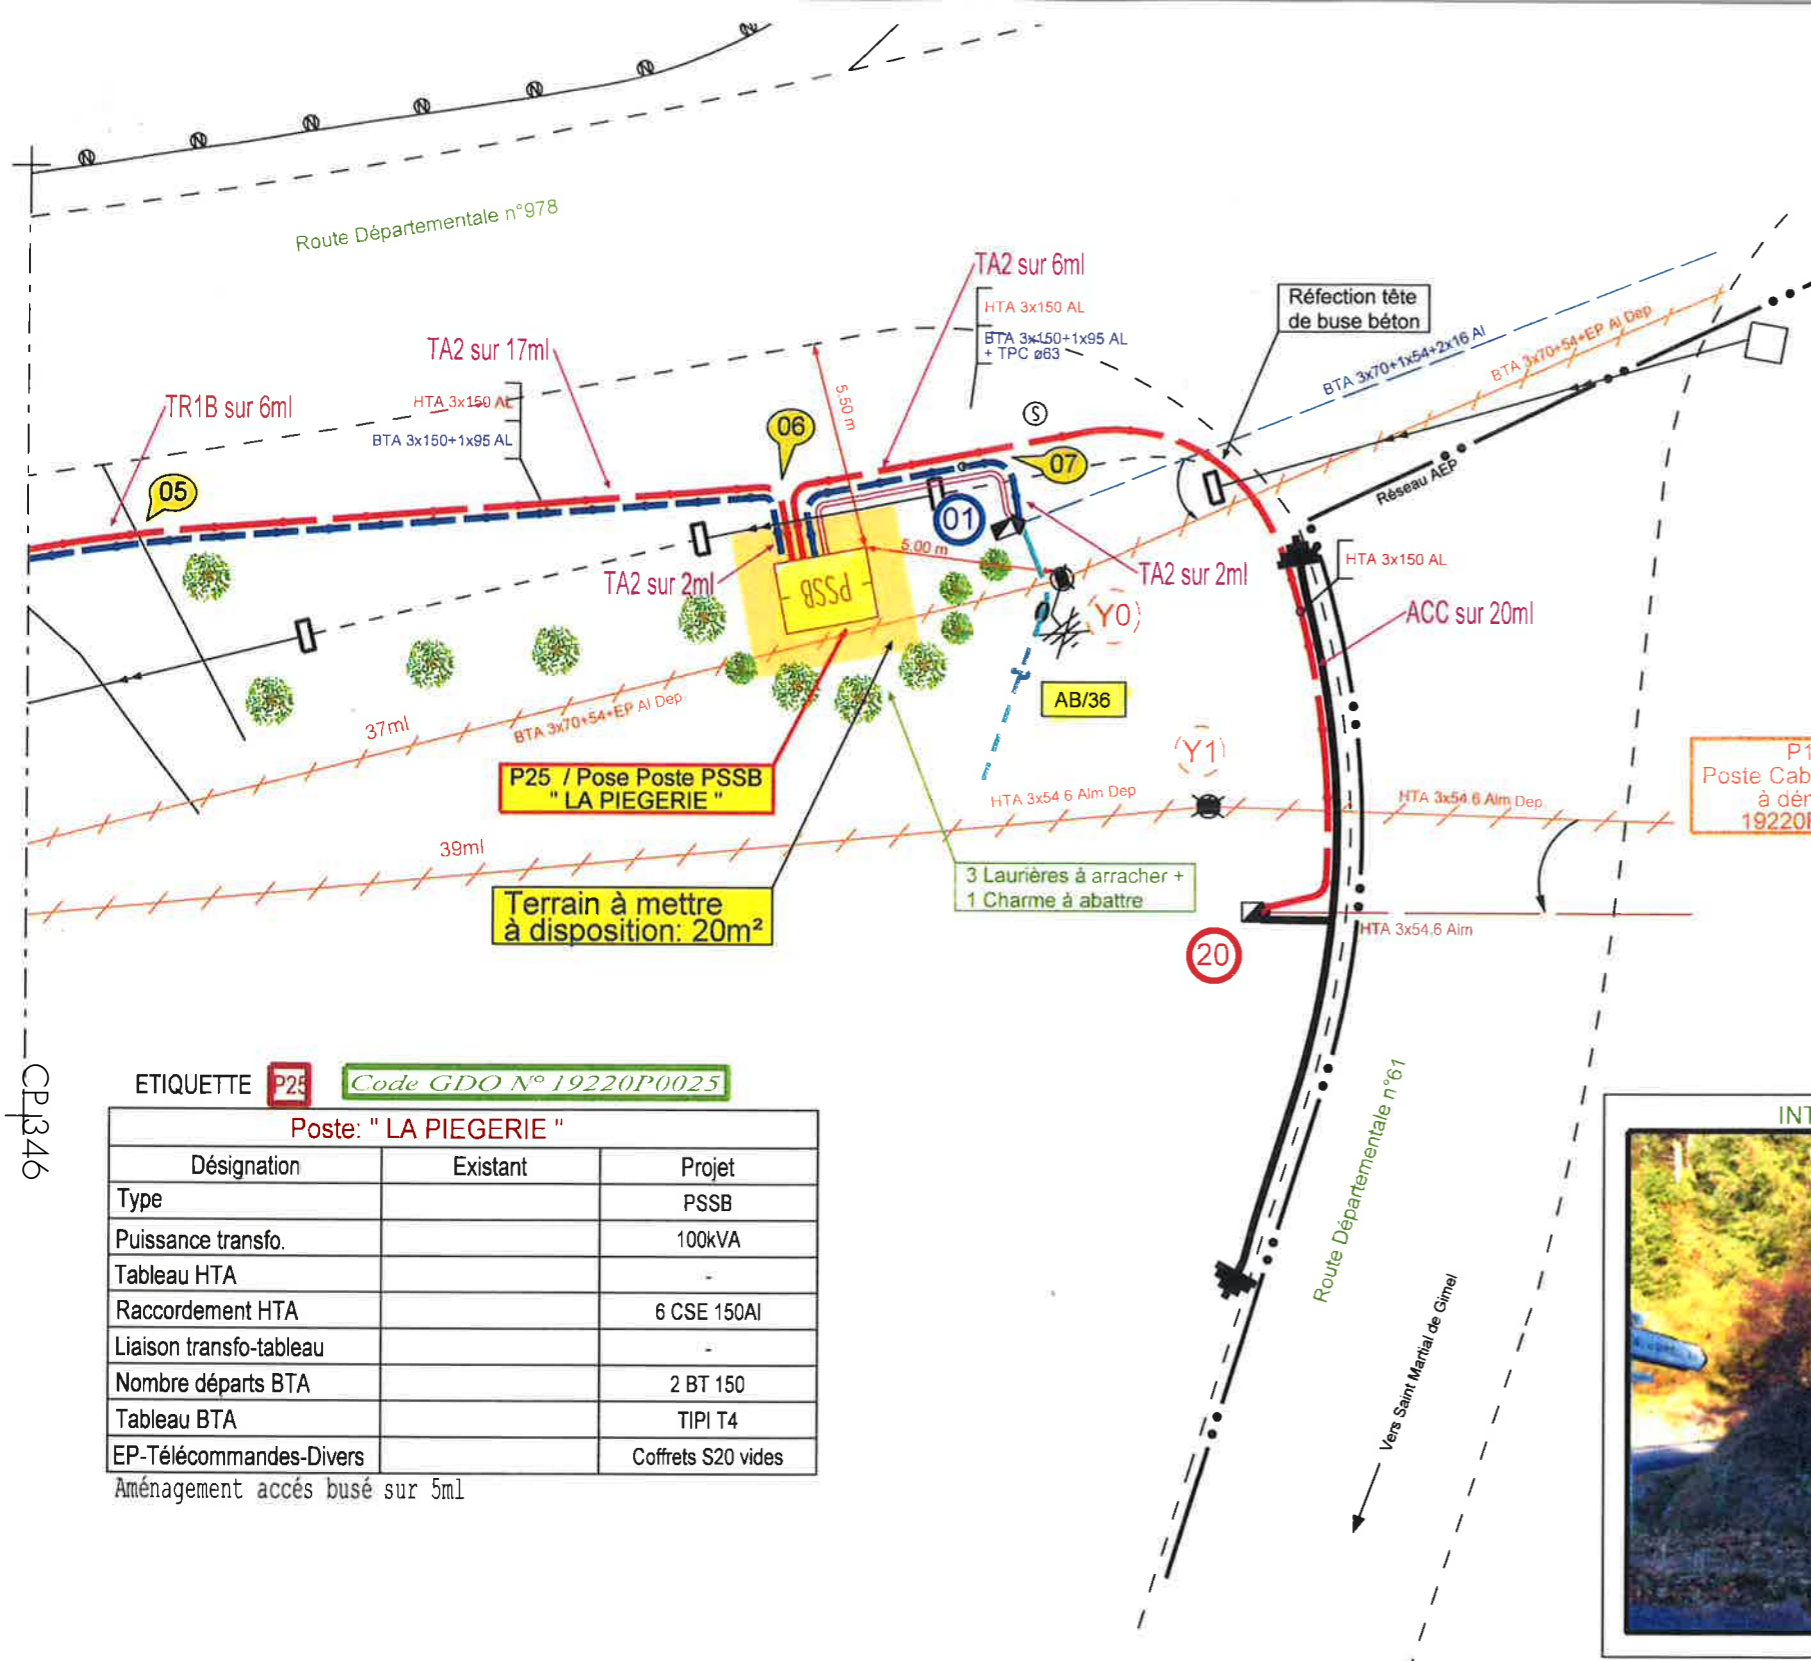 Route Départementale n°978
TA2 sur 6ml
HTA 3x150 AL
BTA 3x150+1x95 AL
+ TPC ø63
Réfection tête
de buse béton
BTA 3x70+1x54+2x16 Al
BTA 3x70+54+EP Al Dep.
TA2 sur 17ml
HTA 3x150 AL
BTA 3x150+1x95 AL
TR1B sur 6ml
5.50 m
S
05
06
07
01
Réseau AEP
5.00 m
TA2 sur 2ml
PSSB
TA2 sur 2ml
HTA 3x150 AL
ACC sur 20ml
Y0
AB/36
37ml
BTA 3x70+54+EP Al Dep.
Y1
P25 / Pose Poste PSSB
" LA PIEGERIE "
HTA 3x54.6 Alm Dep
HTA 3x54.6 Alm Dep.
Poste Cab
à dém
39ml
3 Laurières à arracher +
1 Charme à abattre
Terrain à mettre
à disposition: 20m²
HTA 3x54,6 Alm
20
CP 346
ETIQUETTE P25 Code GDO N° 19220P0025
Poste: " LA PIEGERIE "
Désignation Existant Projet
Type PSSB
Puissance transfo. 100kVA
Tableau HTA -
Raccordement HTA 6 CSE 150Al
Liaison transfo-tableau -
Nombre départs BTA 2 BT 150
Tableau BTA TIPI T4
EP-Télécommandes-Divers Coffrets S20 vides
Aménagement accés busé sur 5ml
Route Départementale n°61
Vers Saint Martial de Gimel
INT